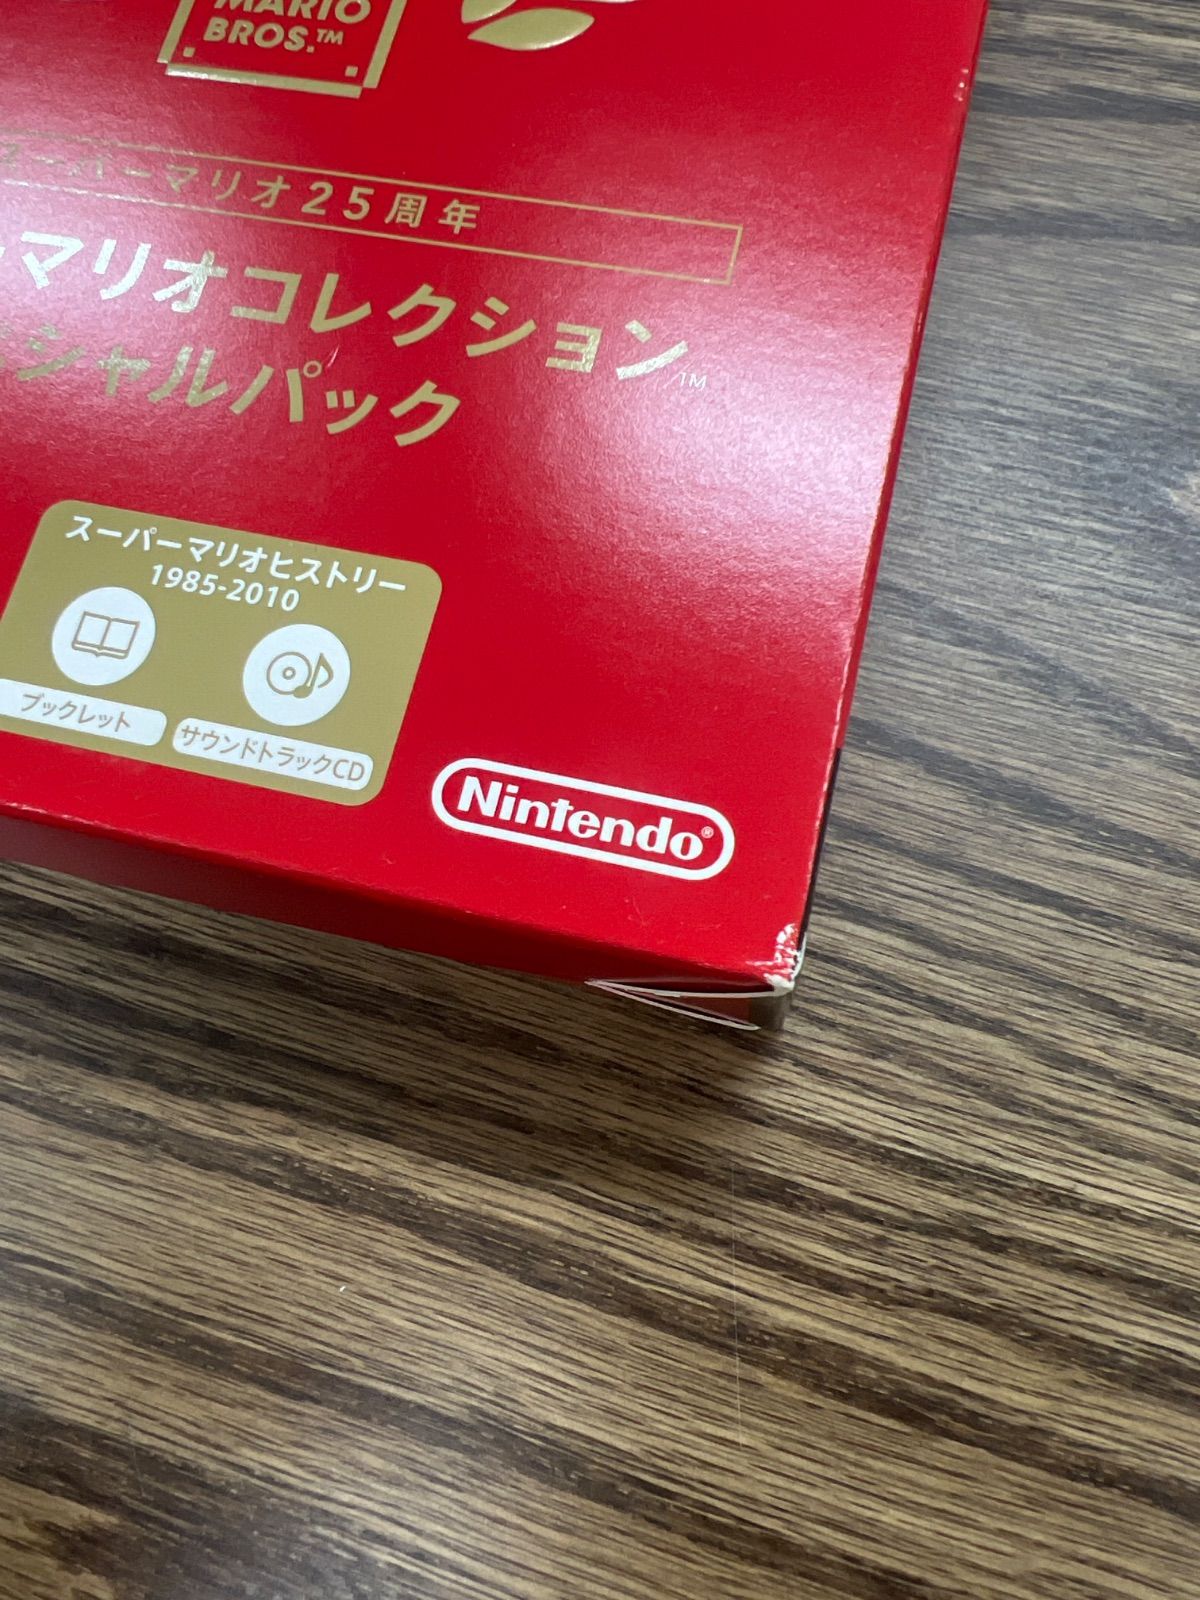 MARIO
BROS.™
スーパーマリオ25周年
マリオコレクション™
シャルパック
スーパーマリオヒストリー
1985-2010
ブックレット
サウンドトラックCD
Nintendo®